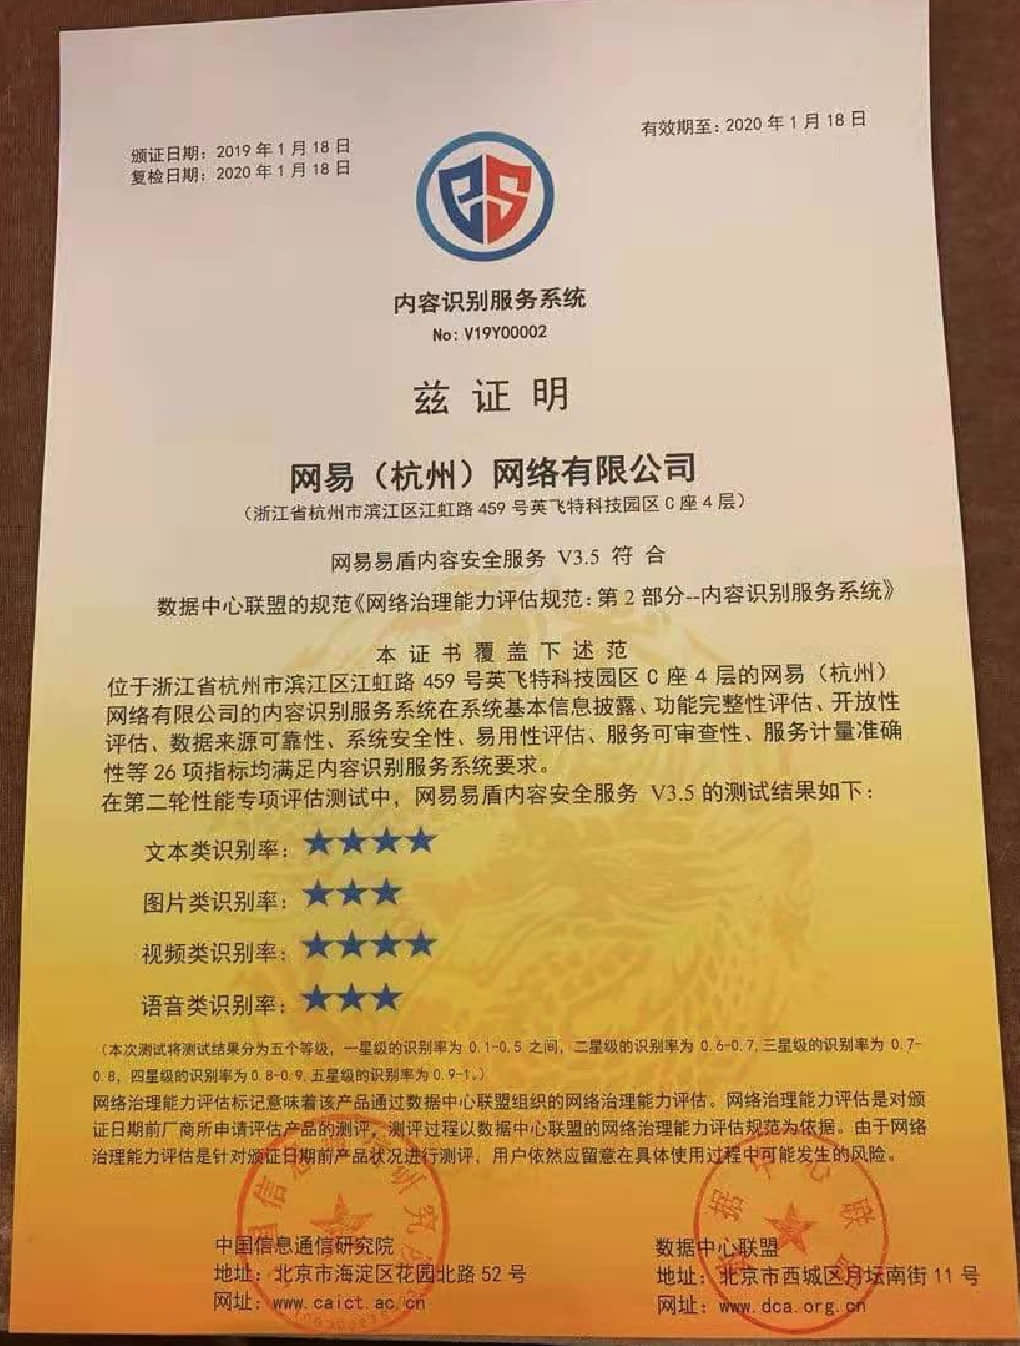 颁证日期：2019 年 1 月 18 日
复检日期：2020 年 1 月 18 日
有效期至：2020 年 1 月 18 日
内容识别服务系统
No：V19Y00002
兹 证 明
网易（杭州）网络有限公司
（浙江省杭州市滨江区江虹路 459 号英飞特科技园区 C 座 4 层）
网易易盾内容安全服务 V3.5 符 合
数据中心联盟的规范《网络治理能力评估规范：第 2 部分--内容识别服务系统》
本 证 书 覆 盖 下 述 范
位于浙江省杭州市滨江区江虹路 459 号英飞特科技园区 C 座 4 层的网易（杭州）
网络有限公司的内容识别服务系统在系统基本信息披露、功能完整性评估、开放性
评估、数据来源可靠性、系统安全性、易用性评估、服务可审查性、服务计量准确
性等 26 项指标均满足内容识别服务系统要求。
在第二轮性能专项评估测试中，网易易盾内容安全服务 V3.5 的测试结果如下：
文本类识别率：★★★★
图片类识别率：★★★
视频类识别率：★★★★
语音类识别率：★★★
（本次测试将测试结果分为五个等级，一星级的识别率为 0.1-0.5 之间，二星级的识别率为 0.6-0.7,三星级的识别率为 0.7-
0.8，四星级的识别率为 0.8-0.9,五星级的识别率为 0.9-1。）
网络治理能力评估标记意味着该产品通过数据中心联盟组织的网络治理能力评估。网络治理能力评估是对颁
证日期前厂商所申请评估产品的测评，测评过程以数据中心联盟的网络治理能力评估规范为依据。由于网络
治理能力评估是针对颁证日期前产品状况进行测评，用户依然应留意在具体使用过程中可能发生的风险。
中国信息通信研究院
地址：北京市海淀区花园北路 52 号
网址：www.caict.ac.cn
数据中心联盟
地址：北京市西城区月坛南街 11 号
网址：www.dca.org.cn